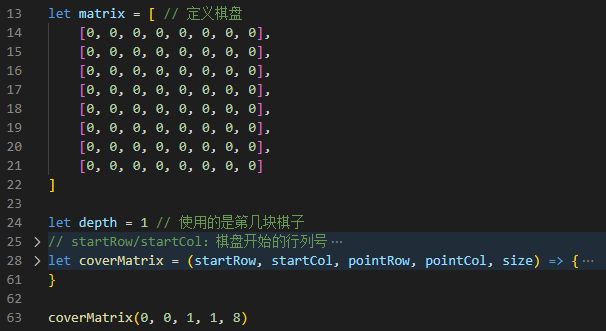 13 let matrix = [ // 定义棋盘
14 [0, 0, 0, 0, 0, 0, 0, 0],
15 [0, 0, 0, 0, 0, 0, 0, 0],
16 [0, 0, 0, 0, 0, 0, 0, 0],
17 [0, 0, 0, 0, 0, 0, 0, 0],
18 [0, 0, 0, 0, 0, 0, 0, 0],
19 [0, 0, 0, 0, 0, 0, 0, 0],
20 [0, 0, 0, 0, 0, 0, 0, 0],
21 [0, 0, 0, 0, 0, 0, 0, 0]
22 ]
23
24 let depth = 1 // 使用的是第几块棋子
25 // startRow/startCol：棋盘开始的行列号 ···
28 let coverMatrix = (startRow, startCol, pointRow, pointCol, size) => { ···
61 }
62
63 coverMatrix(0, 0, 1, 1, 8)